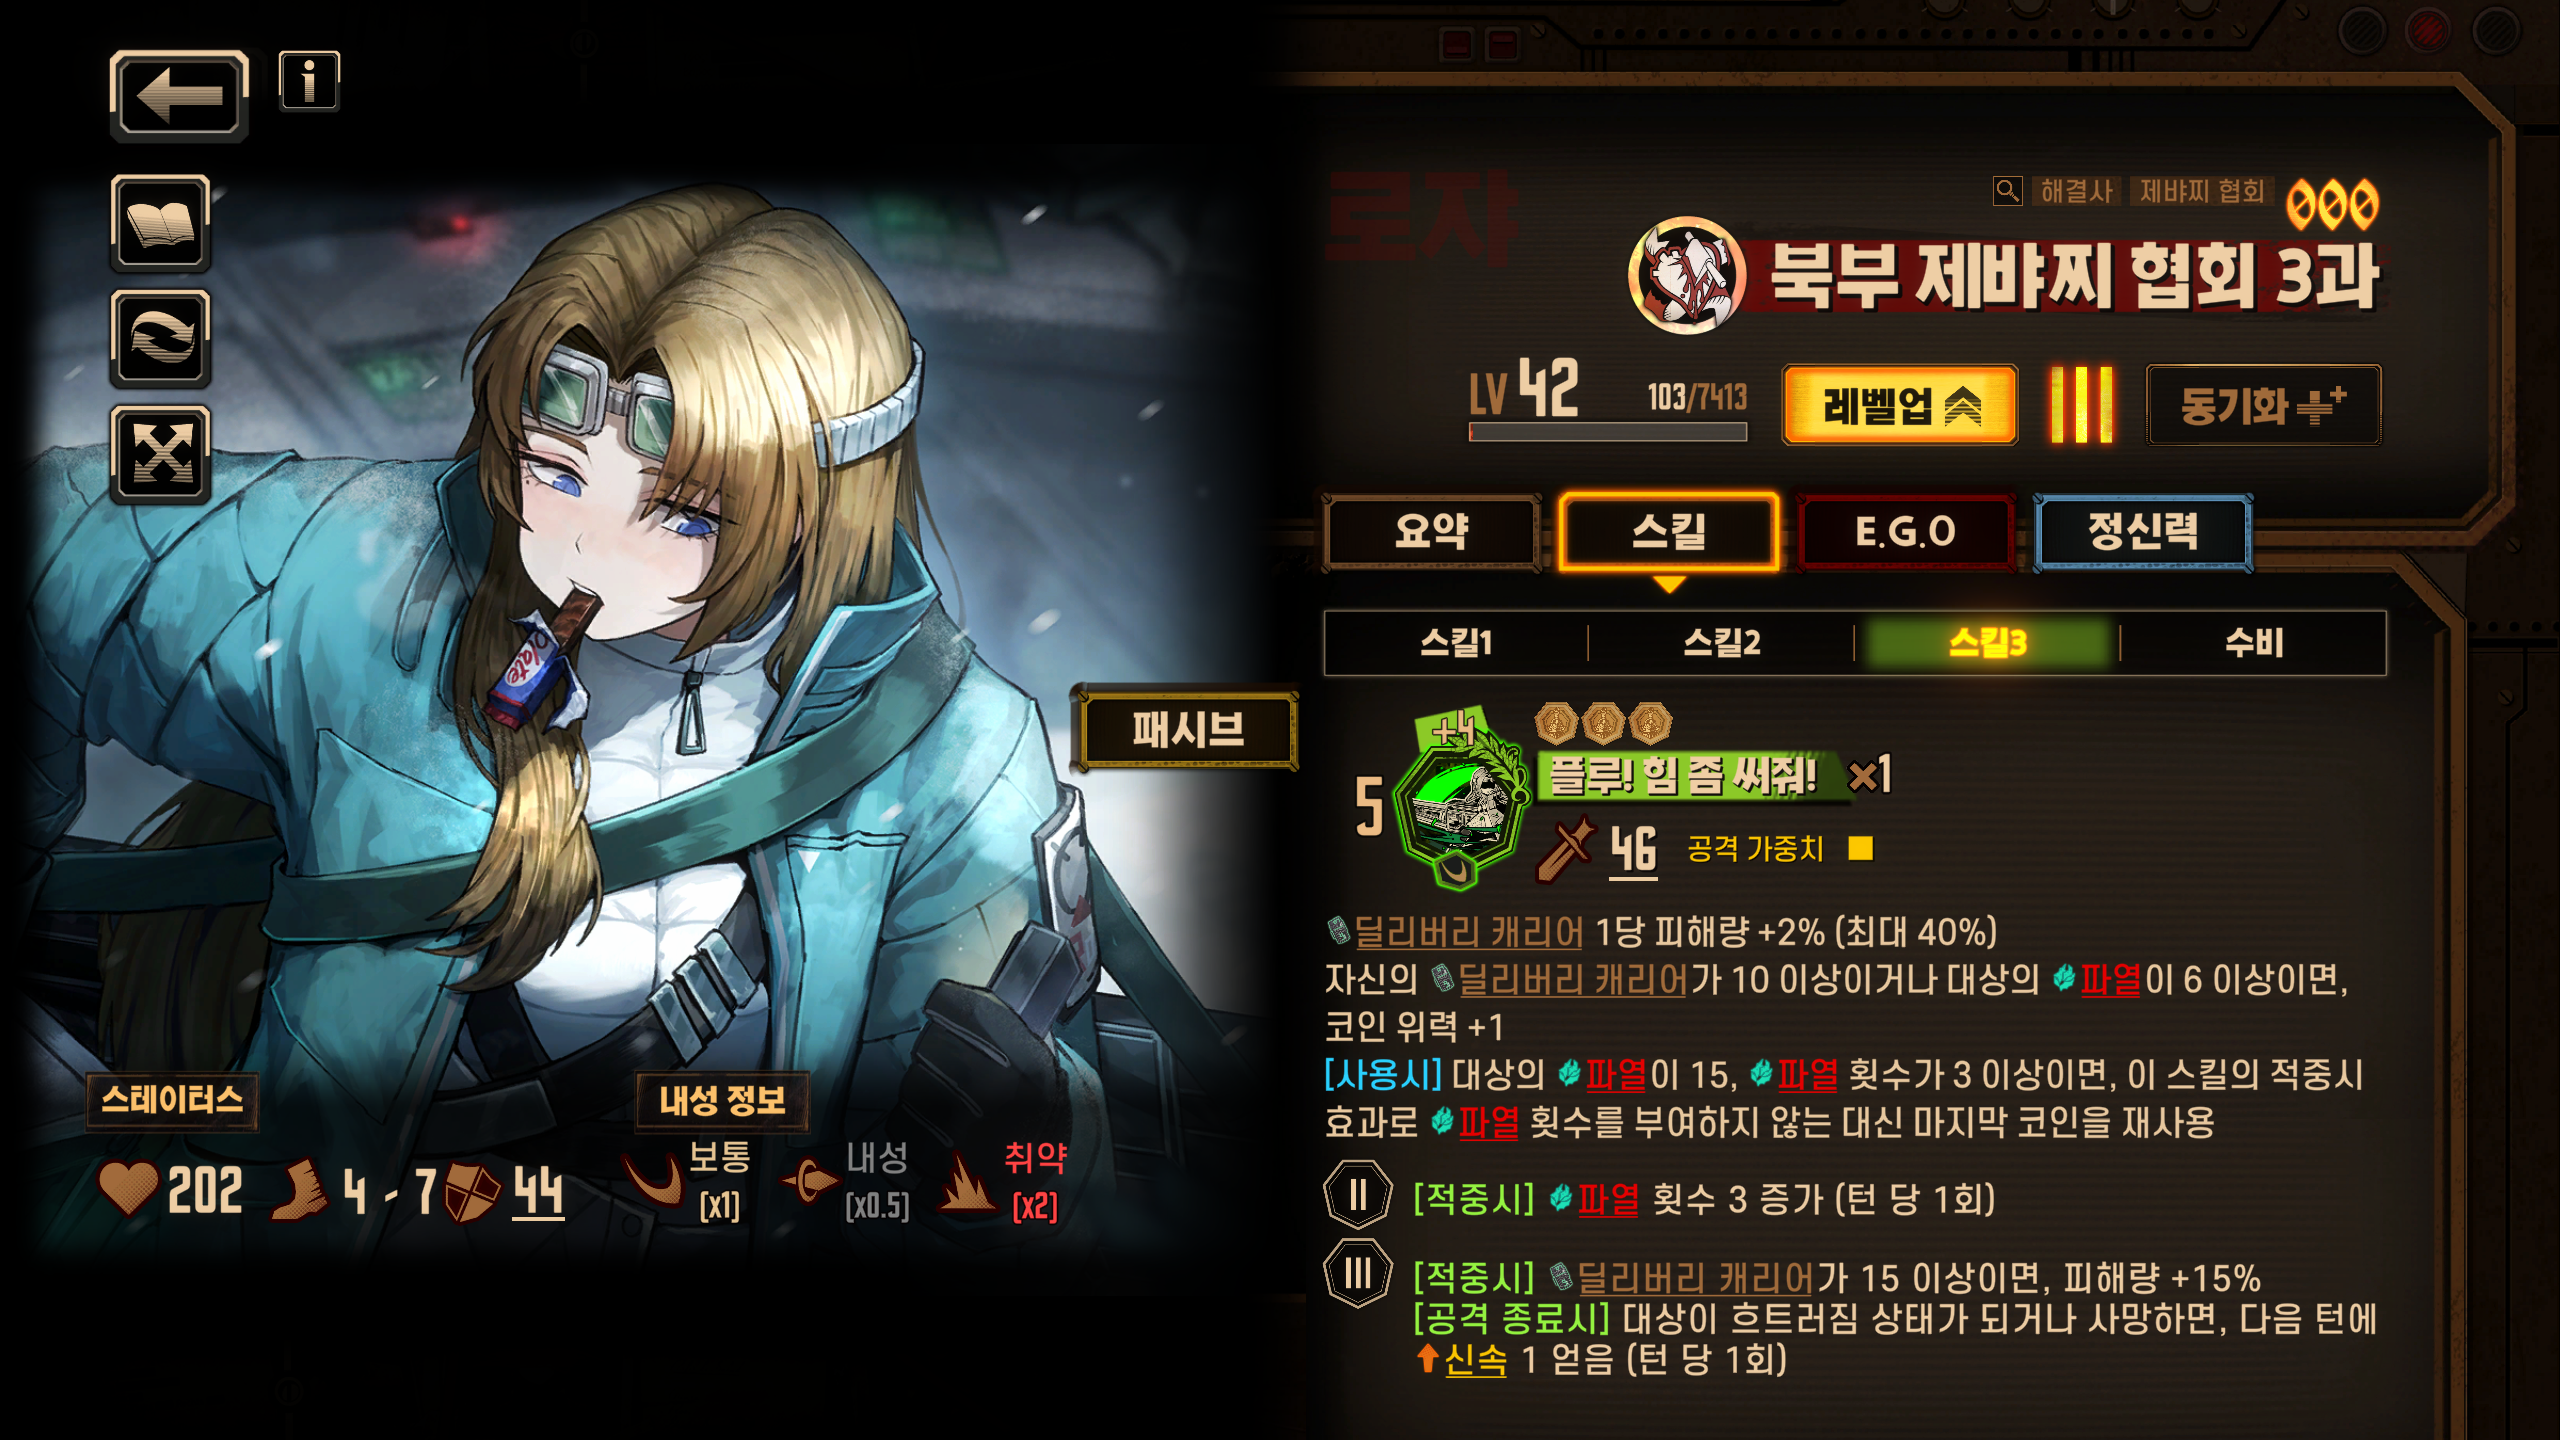 로쟈
해결사 제뱌찌 협회
000
북부 제뱌찌 협회 3과
LV 42 103/7413
레벨업
동기화
요약 스킬 E.G.O 정신력
스킬1 스킬2 스킬3 수비
패시브
+4
5 플루! 힘 좀 써줘! ×1
46 공격 가중치
딜리버리 캐리어 1당 피해량 +2% (최대 40%)
자신의 딜리버리 캐리어가 10 이상이거나 대상의 파열이 6 이상이면,
코인 위력 +1
[사용시] 대상의 파열이 15, 파열 횟수가 3 이상이면, 이 스킬의 적중시
효과로 파열 횟수를 부여하지 않는 대신 마지막 코인을 재사용
II [적중시] 파열 횟수 3 증가 (턴 당 1회)
III [적중시] 딜리버리 캐리어가 15 이상이면, 피해량 +15%
[공격 종료시] 대상이 흐트러짐 상태가 되거나 사망하면, 다음 턴에
신속 1 얻음 (턴 당 1회)
스테이터스
202 4 - 7 44
내성 정보
보통 내성 취약
[x1] [x0.5] [x2]